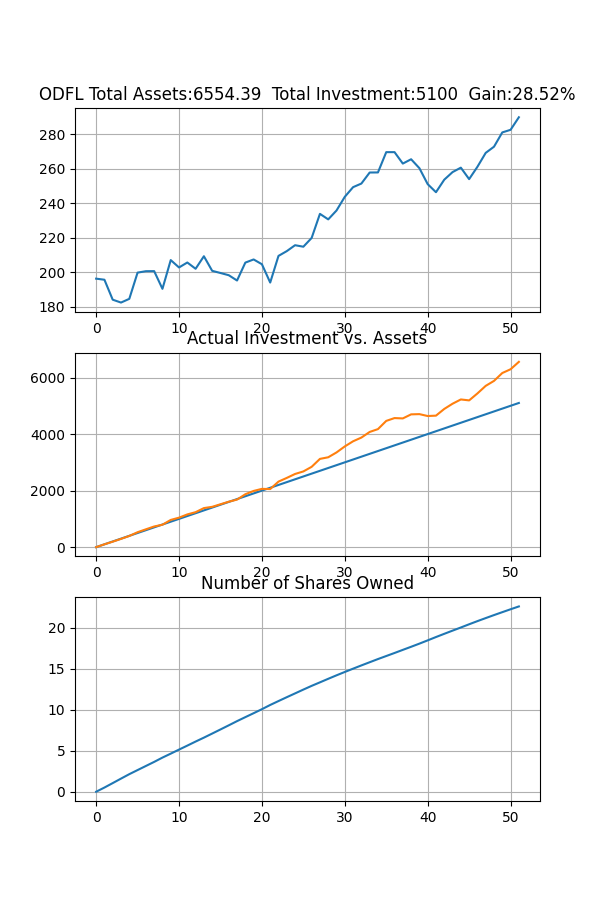 ODFL Total Assets:6554.39  Total Investment:5100  Gain:28.52%
280
260
240
220
200
180
0 10 20 30 40 50
Actual Investment vs. Assets
6000
4000
2000
0
0 10 20 30 40 50
Number of Shares Owned
20
15
10
5
0
0 10 20 30 40 50